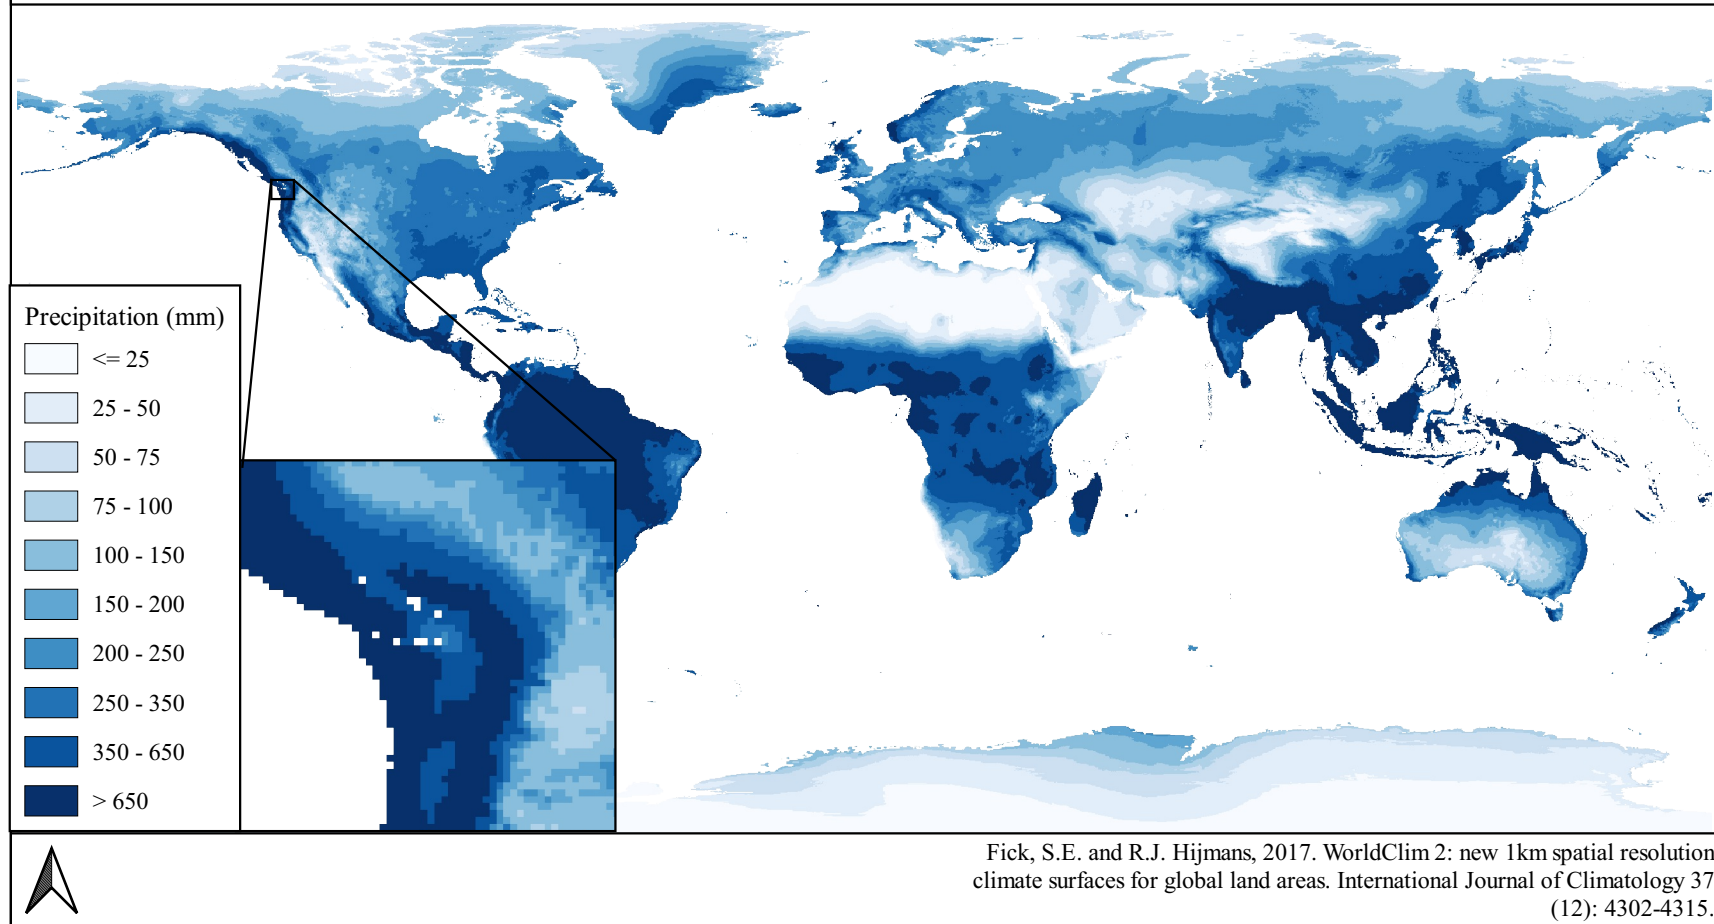 Precipitation (mm)
<= 25
25 - 50
50 - 75
75 - 100
100 - 150
150 - 200
200 - 250
250 - 350
350 - 650
> 650
Fick, S.E. and R.J. Hijmans, 2017. WorldClim 2: new 1km spatial resolution
climate surfaces for global land areas. International Journal of Climatology 37
(12): 4302-4315.